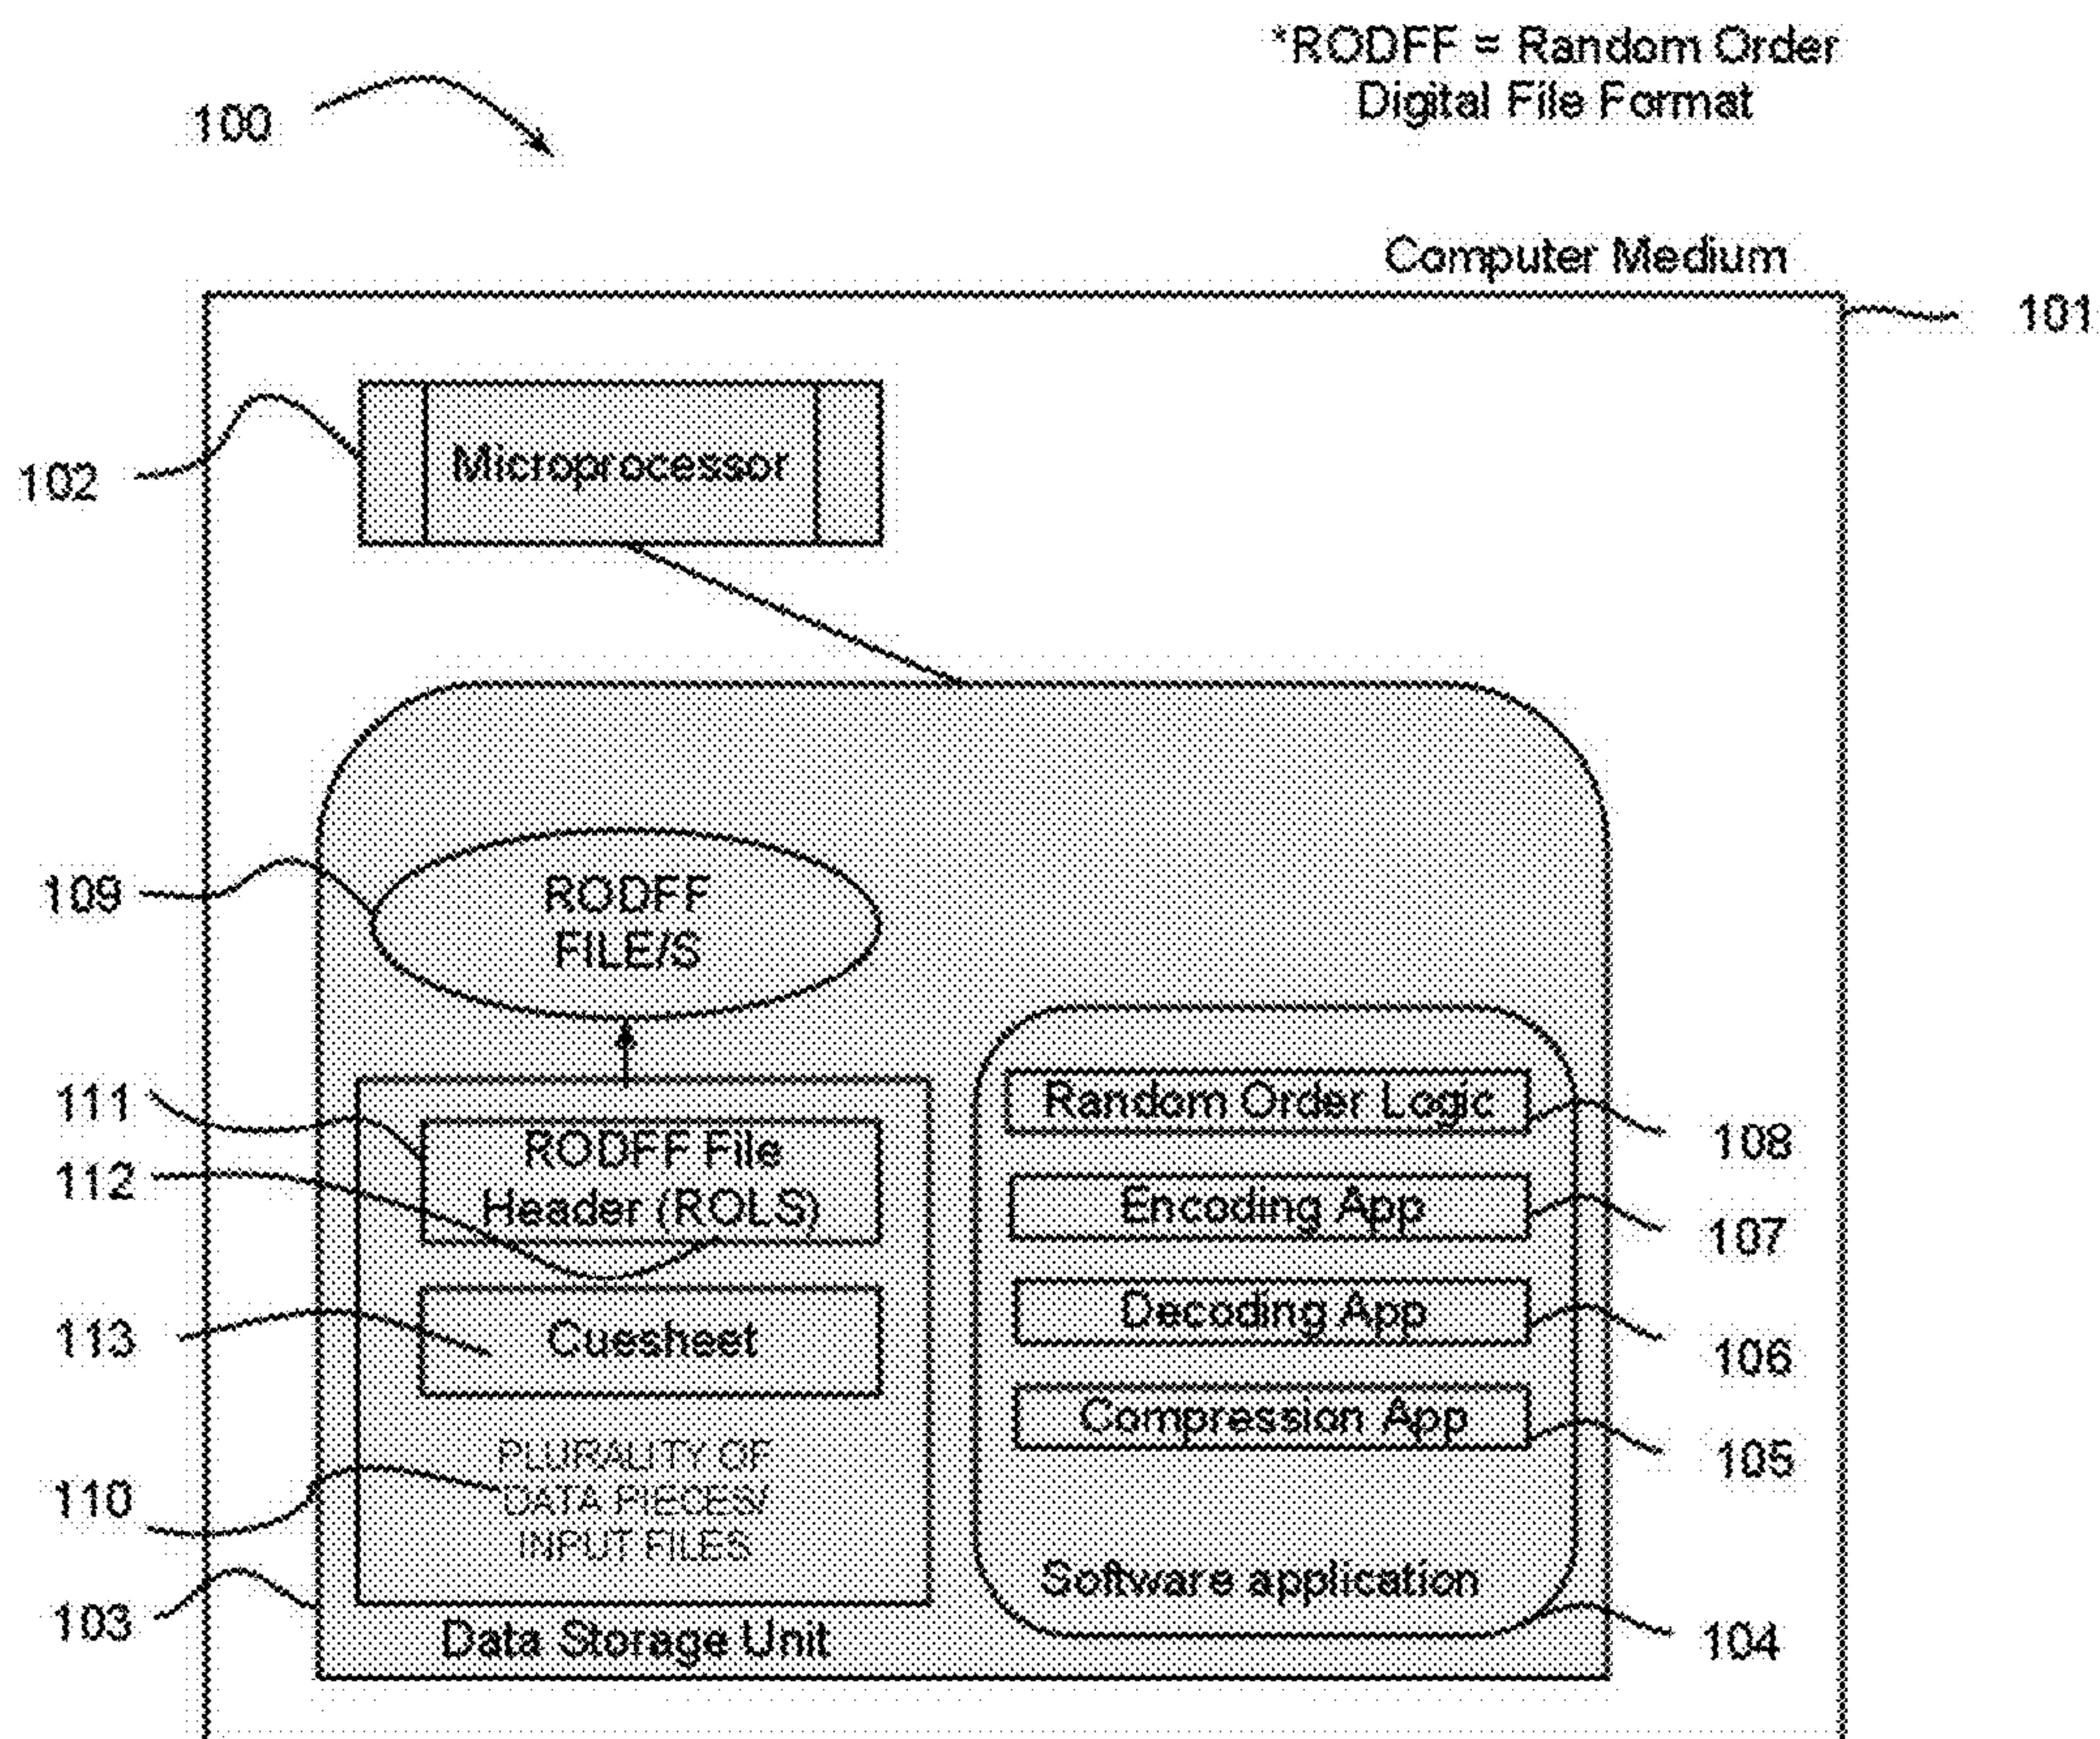 *RODFF = Random Order
Digital File Format
100
Computer Medium
101
Microprocessor
102
RODFF
FILE/S
109
111
RODFF File
Header (ROLS)
112
Cuesheet
113
PLURALITY OF
DATA PIECES/
INPUT FILES
110
103
Data Storage Unit
Random Order Logic
108
Encoding App
107
Decoding App
106
Compression App
105
Software application
104